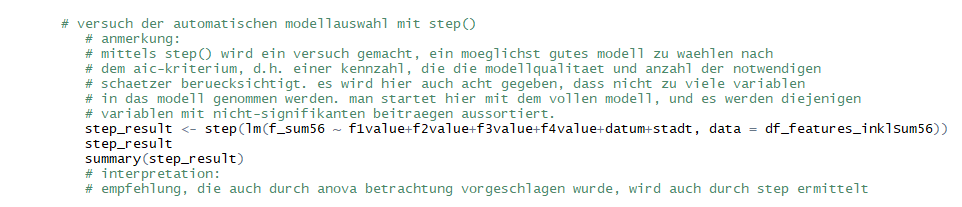 # versuch der automatischen modellauswahl mit step()
# anmerkung:
# mittels step() wird ein versuch gemacht, ein moeglichst gutes modell zu waehlen nach
# dem aic-kriterium, d.h. einer kennzahl, die die modellqualitaet und anzahl der notwendigen
# schaetzer beruecksichtigt. es wird hier auch acht gegeben, dass nicht zu viele variablen
# in das modell genommen werden. man startet hier mit dem vollen modell, und es werden diejenigen
# variablen mit nicht-signifikanten beitraegen aussortiert.
step_result <- step(lm(f_sum56 ~ f1value+f2value+f3value+f4value+datum+stadt, data = df_features_inklSum56))
step_result
summary(step_result)
# interpretation:
# empfehlung, die auch durch anova betrachtung vorgeschlagen wurde, wird auch durch step ermittelt